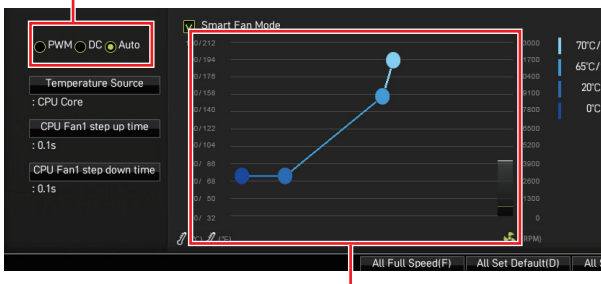 Smart Fan Mode
PWM DC Auto
Temperature Source
: CPU Core
CPU Fan1 step up time
: 0.1s
CPU Fan1 step down time
: 0.1s
0/212
0/194
0/176
0/158
0/140
0/122
0/104
0/ 86
0/ 68
0/ 50
0/ 32
(°C) (°F)
3000
1700
0400
9100
7800
6500
5200
3900
2600
1300
0
(RPM)
70°C/
65°C/
20°C
0°C
All Full Speed(F) All Set Default(D) All